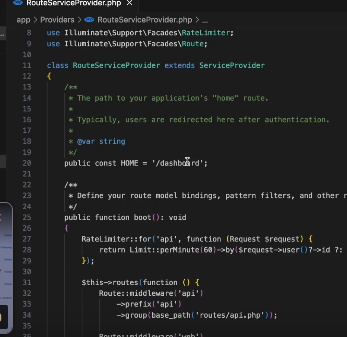 RouteServiceProvider.php ×
app > Providers > RouteServiceProvider.php > ...
8 use Illuminate\Support\Facades\RateLimiter;
9 use Illuminate\Support\Facades\Route;
10
11 class RouteServiceProvider extends ServiceProvider
12 {
13 /**
14 * The path to your application's "home" route.
15 *
16 * Typically, users are redirected here after authentication.
17 *
18 * @var string
19 */
20 public const HOME = '/dashboard';
21
22 /**
23 * Define your route model bindings, pattern filters, and other r
24 */
25 public function boot(): void
26 {
27 RateLimiter::for('api', function (Request $request) {
28 return Limit::perMinute(60)->by($request->user()?->id ?:
29 });
30
31 $this->routes(function () {
32 Route::middleware('api')
33 ->prefix('api')
34 ->group(base_path('routes/api.php'));
35
36 Route::middleware('web')